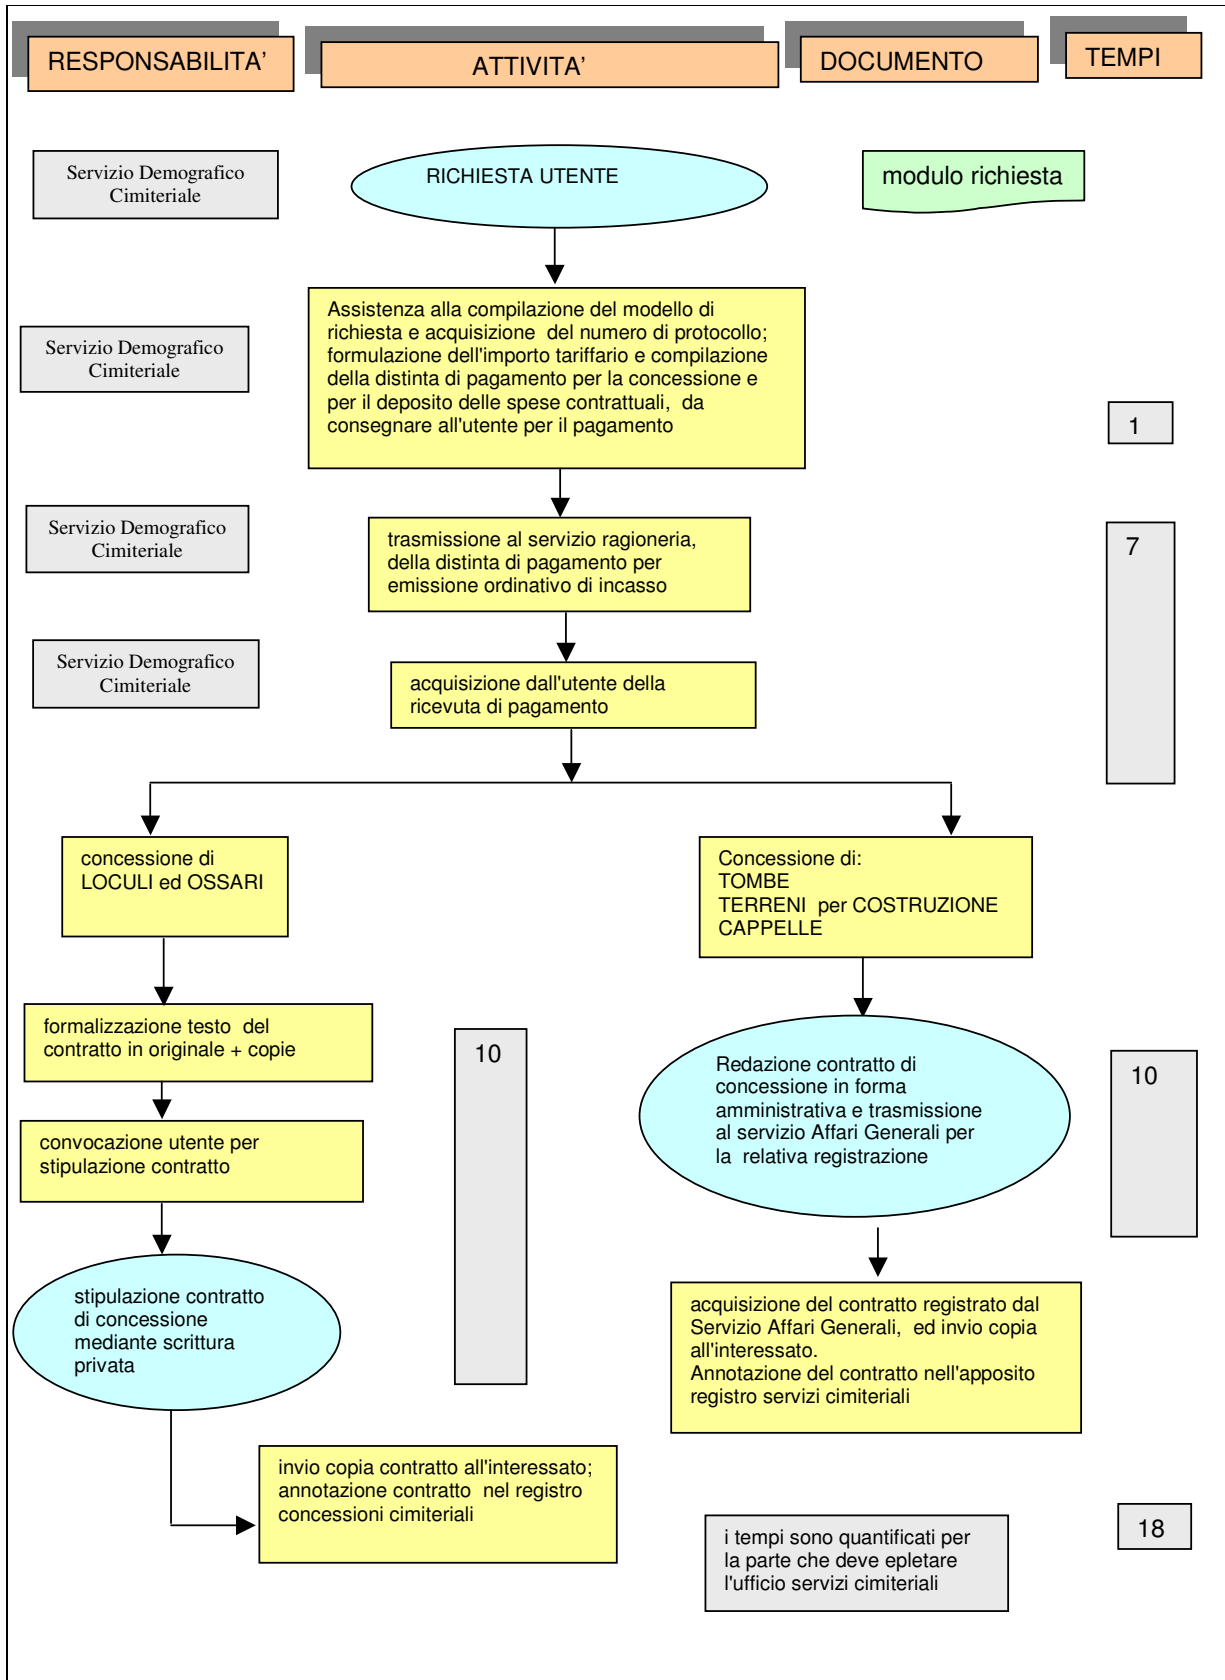 RESPONSABILITA’
ATTIVITA’
DOCUMENTO
TEMPI
Servizio Demografico
Cimiteriale
RICHIESTA UTENTE
modulo richiesta
Servizio Demografico
Cimiteriale
Assistenza alla compilazione del modello di
richiesta e acquisizione del numero di protocollo;
formulazione dell'importo tariffario e compilazione
della distinta di pagamento per la concessione e
per il deposito delle spese contrattuali, da
consegnare all'utente per il pagamento
1
Servizio Demografico
Cimiteriale
trasmissione al servizio ragioneria,
della distinta di pagamento per
emissione ordinativo di incasso
7
Servizio Demografico
Cimiteriale
acquisizione dall'utente della
ricevuta di pagamento
concessione di
LOCULI ed OSSARI
Concessione di:
TOMBE
TERRENI per COSTRUZIONE
CAPPELLE
formalizzazione testo del
contratto in originale + copie
10
Redazione contratto di
concessione in forma
amministrativa e trasmissione
al servizio Affari Generali per
la relativa registrazione
10
convocazione utente per
stipulazione contratto
stipulazione contratto
di concessione
mediante scrittura
privata
acquisizione del contratto registrato dal
Servizio Affari Generali, ed invio copia
all'interessato.
Annotazione del contratto nell'apposito
registro servizi cimiteriali
invio copia contratto all'interessato;
annotazione contratto nel registro
concessioni cimiteriali
i tempi sono quantificati per
la parte che deve epletare
l'ufficio servizi cimiteriali
18